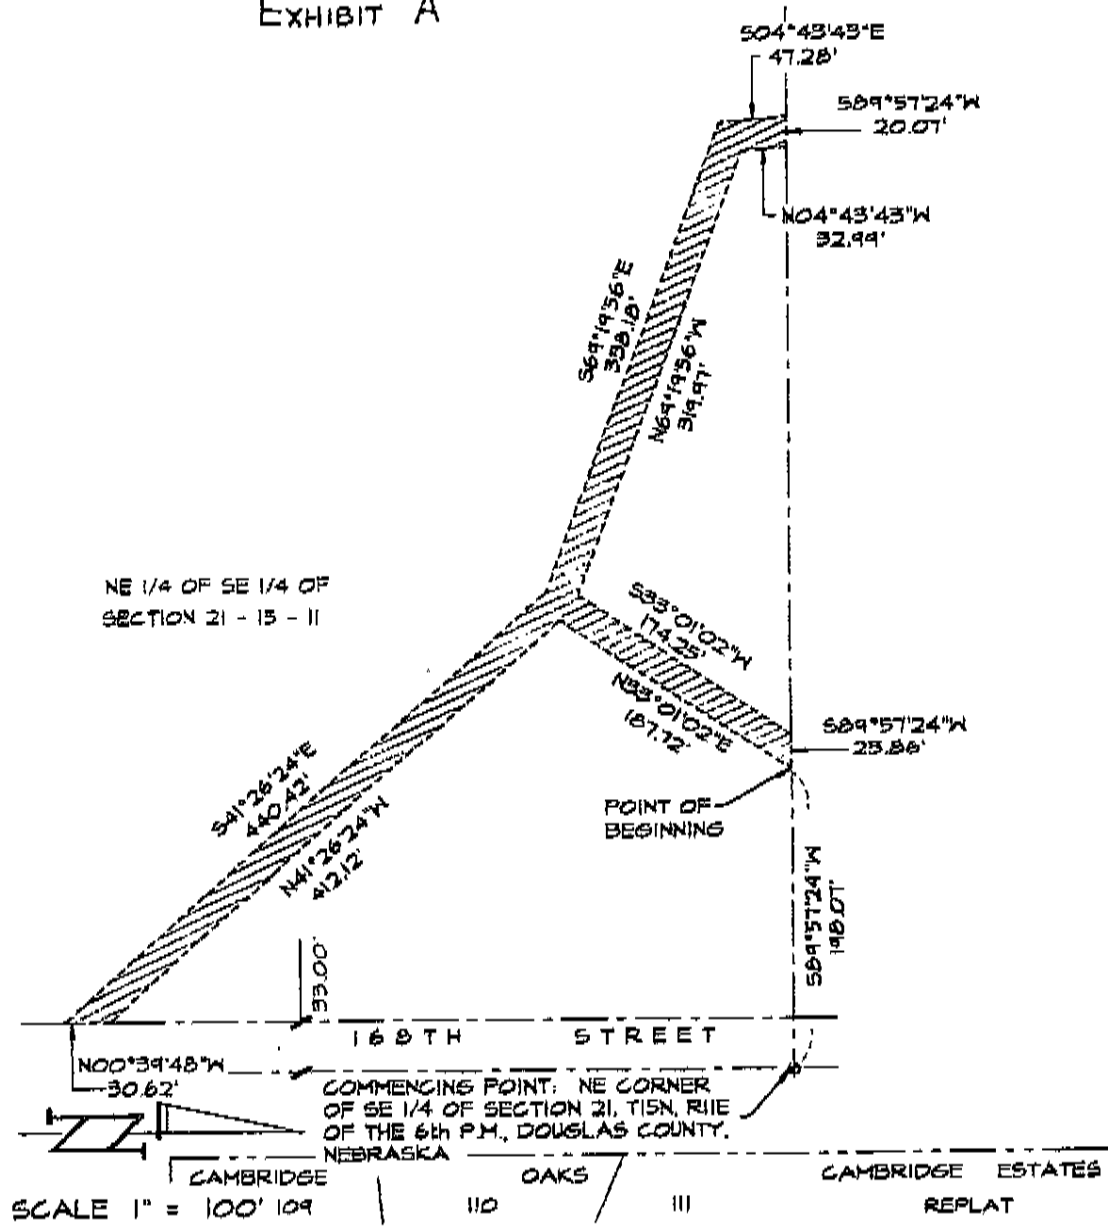 EXHIBIT A
S04°43'43"E
47.28'
S89°57'24"W
20.07'
N04°43'43"W
32.99'
S69°19'56"E
338.18'
N69°19'56"W
319.97'
NE 1/4 OF SE 1/4 OF
SECTION 21 - 15 - 11
S33°01'02"W
174.25'
N33°01'02"E
187.72'
S89°57'24"W
23.86'
POINT OF
BEGINNING
S41°26'24"E
440.42'
N41°26'24"W
412.12'
S89°57'24"W
198.07'
33.00'
168TH STREET
N00°39'48"W
30.62'
COMMENCING POINT: NE CORNER
OF SE 1/4 OF SECTION 21, T15N, R11E
OF THE 6th P.M., DOUGLAS COUNTY,
NEBRASKA
CAMBRIDGE OAKS
CAMBRIDGE ESTATES
REPLAT
SCALE 1" = 100'
109
110
111